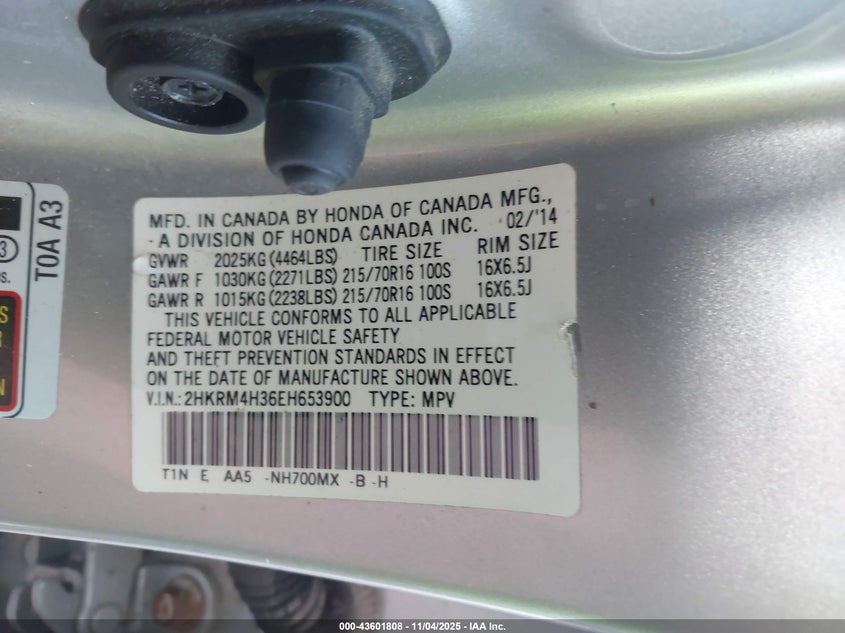 T0A A3
3
S.
S
R
N
MFD. IN CANADA BY HONDA OF CANADA MFG.,
- A DIVISION OF HONDA CANADA INC. 02/'14
GVWR 2025KG(4464LBS) TIRE SIZE RIM SIZE
GAWR F 1030KG(2271LBS) 215/70R16 100S 16X6.5J
GAWR R 1015KG(2238LBS) 215/70R16 100S 16X6.5J
THIS VEHICLE CONFORMS TO ALL APPLICABLE
FEDERAL MOTOR VEHICLE SAFETY
AND THEFT PREVENTION STANDARDS IN EFFECT
ON THE DATE OF MANUFACTURE SHOWN ABOVE.
V.I.N.: 2HKRM4H36EH653900 TYPE: MPV
T1N E AA5 -NH700MX -B -H
000-43601808 - 11/04/2025 - IAA Inc.